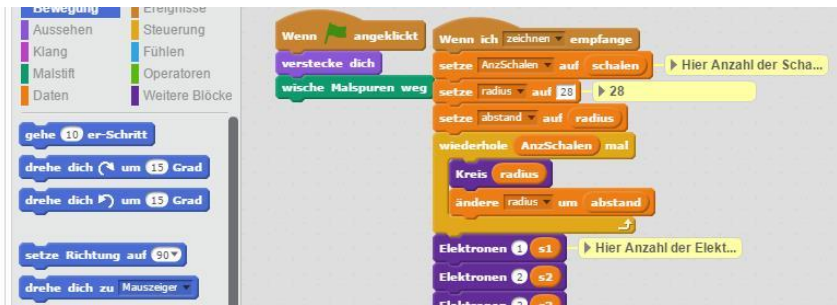 Bewegung Ereignisse
Aussehen Steuerung
Klang Fühlen
Malstift Operatoren
Daten Weitere Blöcke
gehe 10 er-Schritt
drehe dich um 15 Grad
drehe dich um 15 Grad
setze Richtung auf 90
drehe dich zu Mauszeiger
Wenn angeklickt
verstecke dich
wische Malspuren weg
Wenn ich zeichnen empfange
setze AnzSchalen auf schalen Hier Anzahl der Scha...
setze radius auf 28 28
setze abstand auf radius
wiederhole AnzSchalen mal
Kreis radius
ändere radius um abstand
Elektronen 1 s1 Hier Anzahl der Elekt...
Elektronen 2 s2
Elektronen